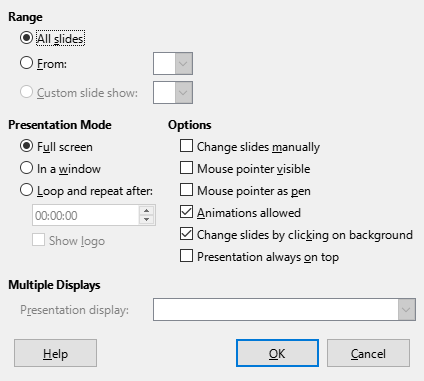 Range
All slides
From:
Custom slide show:
Presentation Mode
Full screen
In a window
Loop and repeat after:
00:00:00
Show logo
Options
Change slides manually
Mouse pointer visible
Mouse pointer as pen
Animations allowed
Change slides by clicking on background
Presentation always on top
Multiple Displays
Presentation display:
Help
OK
Cancel